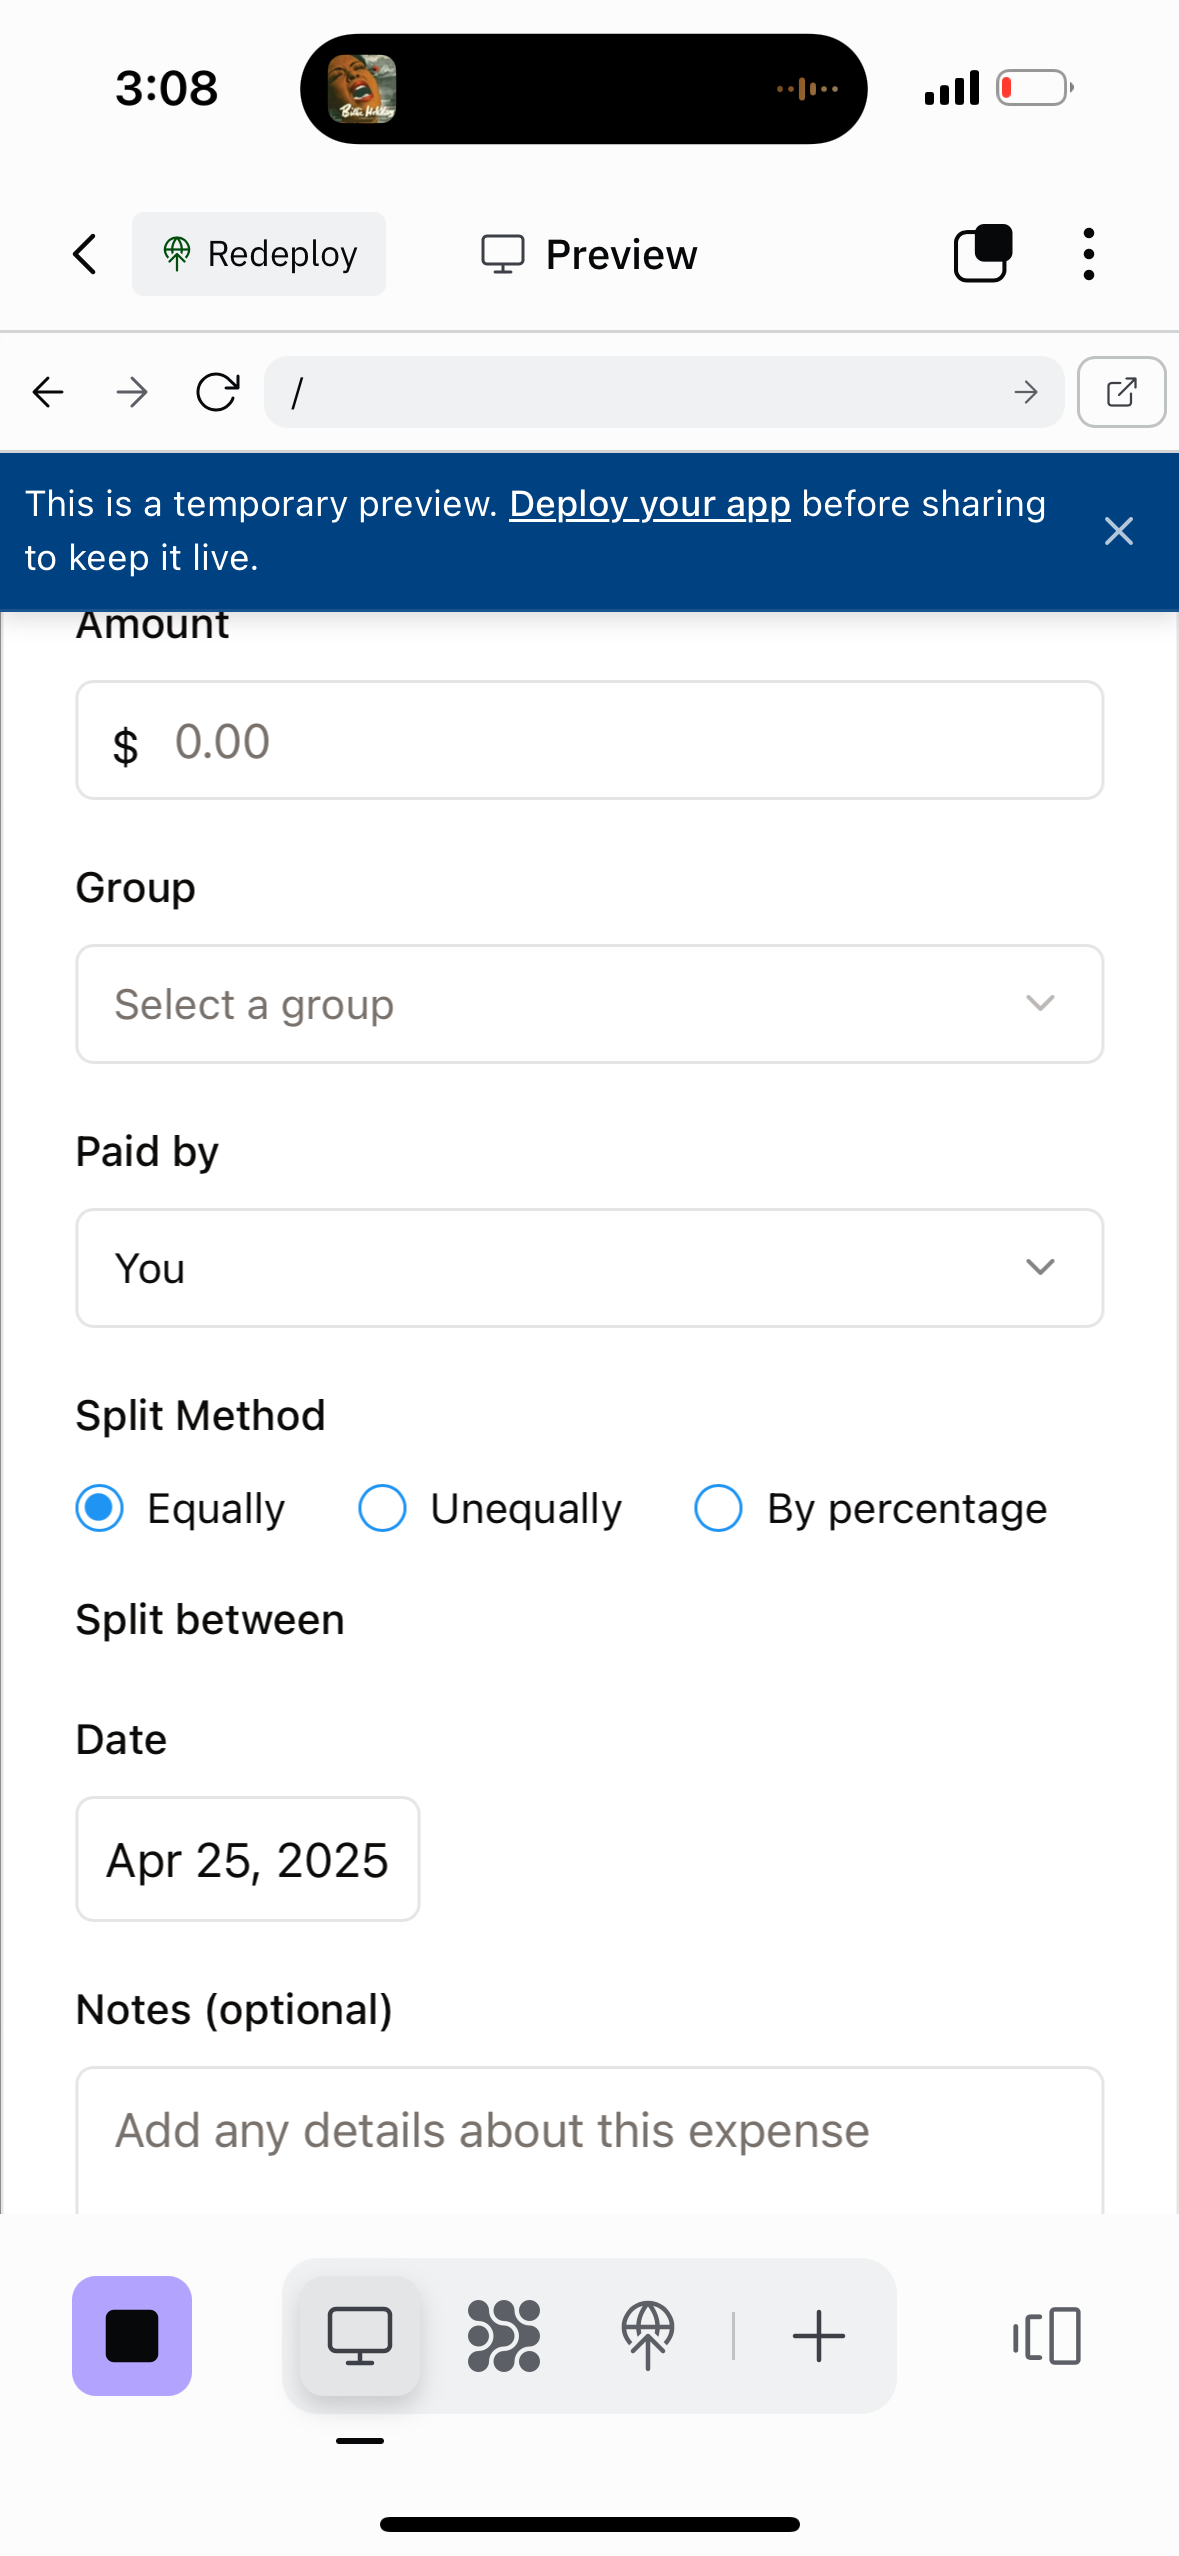 3:08
Billie Holiday
Redeploy
Preview
/
This is a temporary preview. Deploy your app before sharing
to keep it live.
Amount
$ 0.00
Group
Select a group
Paid by
You
Split Method
Equally Unequally By percentage
Split between
Date
Apr 25, 2025
Notes (optional)
Add any details about this expense